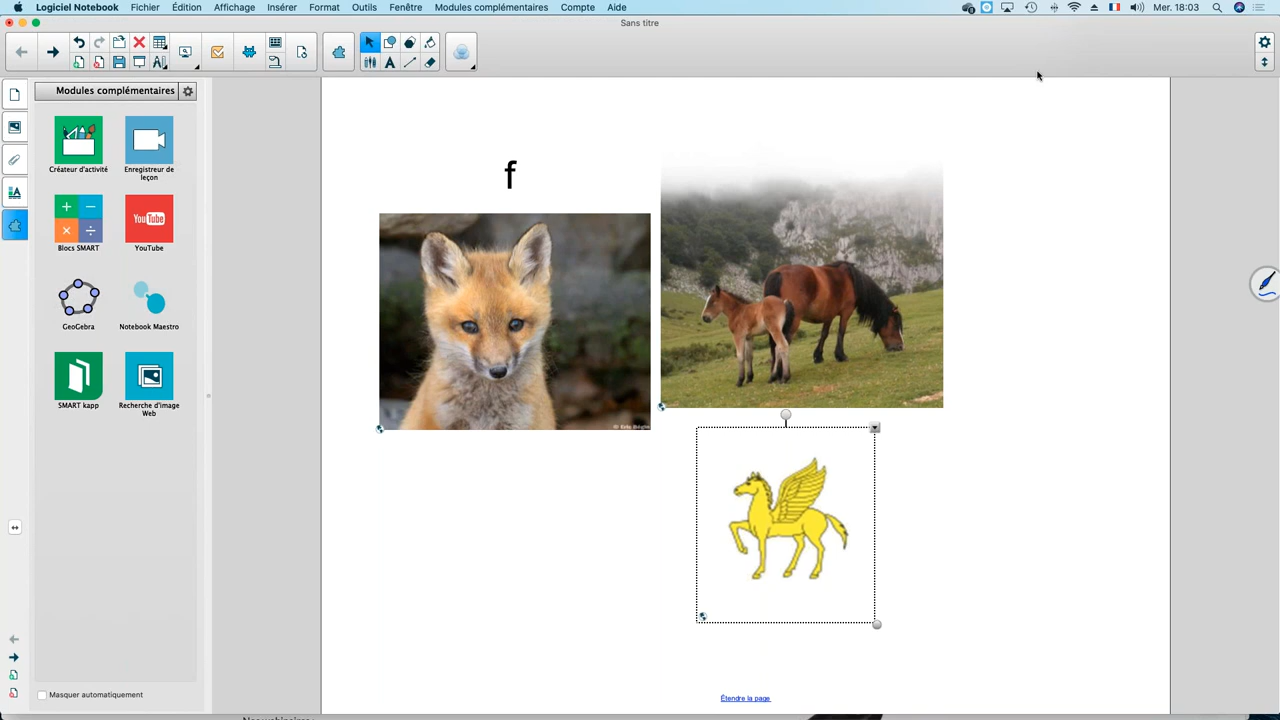 Logiciel Notebook Fichier Édition Affichage Insérer Format Outils Fenêtre Modules complémentaires Compte Aide Mer. 18:03
Sans titre
Modules complémentaires
Créateur d'activité
Enregistreur de
leçon
Blocs SMART
YouTube
GeoGebra
Notebook Maestro
SMART kapp
Recherche d'image
Web
Masquer automatiquement
f
Étendre la page